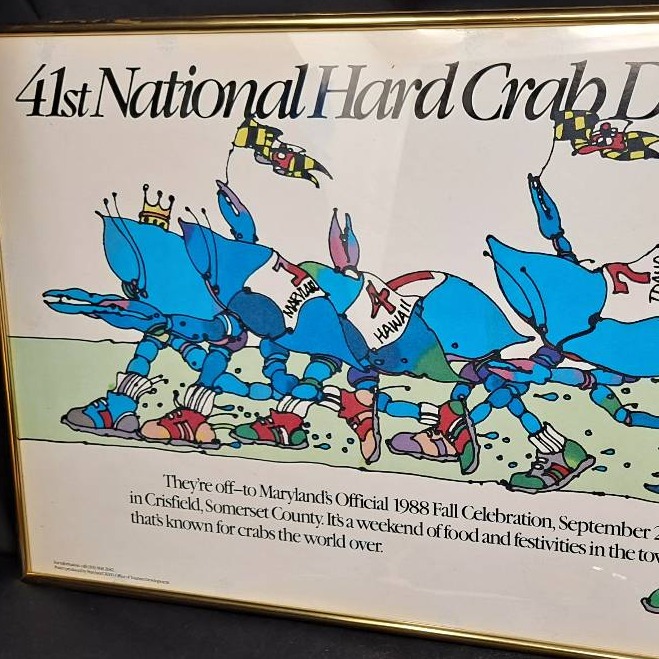 41st National Hard Crab D
1
MARYLAND
4
HAWAII
7
IDAHO
They're off–to Maryland's Official 1988 Fall Celebration, September 2
in Crisfield, Somerset County. It's a weekend of food and festivities in the tow
that's known for crabs the world over.